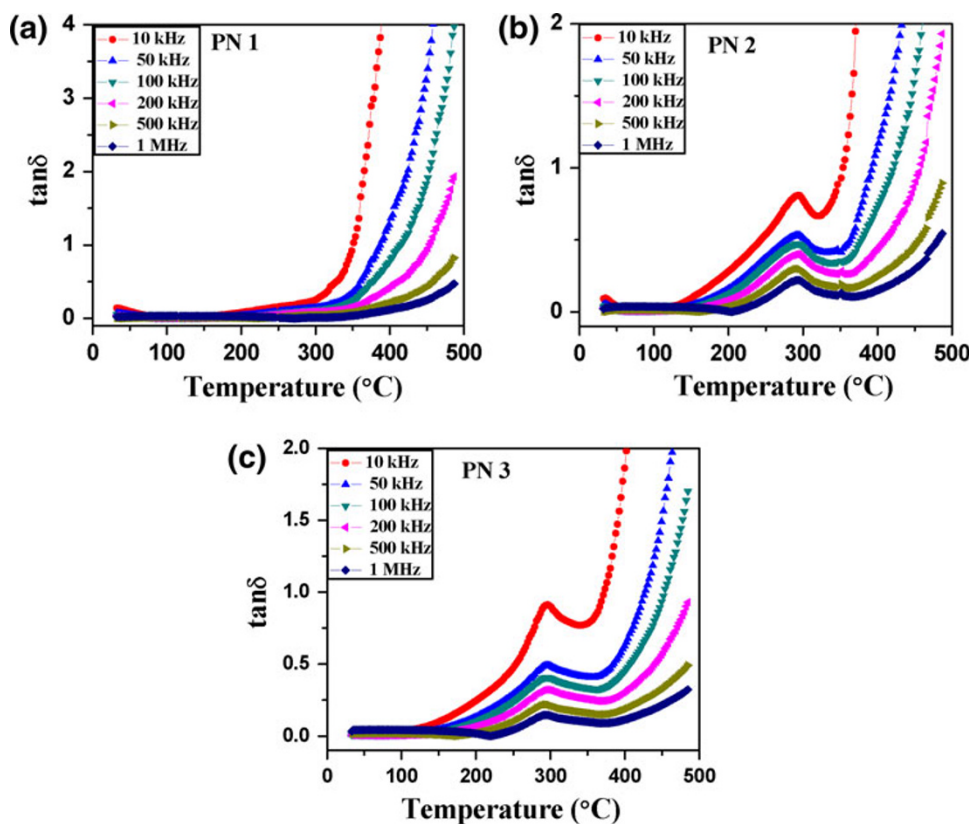 (a)
PN 1
10 kHz
50 kHz
100 kHz
200 kHz
500 kHz
1 MHz
4
3
2
1
0
tanδ
0 100 200 300 400 500
Temperature (°C)
(b)
PN 2
10 kHz
50 kHz
100 kHz
200 kHz
500 kHz
1 MHz
2
1
0
tanδ
0 100 200 300 400 500
Temperature (°C)
(c)
PN 3
10 kHz
50 kHz
100 kHz
200 kHz
500 kHz
1 MHz
2.0
1.5
1.0
0.5
0.0
tanδ
0 100 200 300 400 500
Temperature (°C)